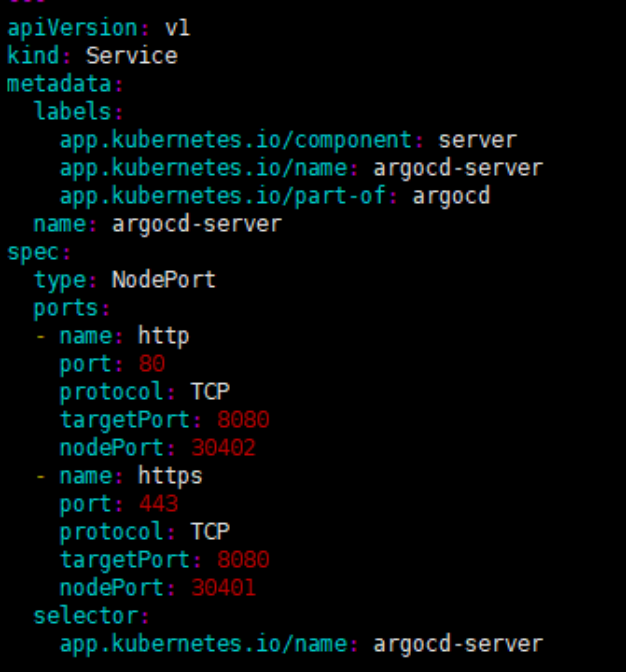 ---
apiVersion: v1
kind: Service
metadata:
  labels:
    app.kubernetes.io/component: server
    app.kubernetes.io/name: argocd-server
    app.kubernetes.io/part-of: argocd
  name: argocd-server
spec:
  type: NodePort
  ports:
  - name: http
    port: 80
    protocol: TCP
    targetPort: 8080
    nodePort: 30402
  - name: https
    port: 443
    protocol: TCP
    targetPort: 8080
    nodePort: 30401
  selector:
    app.kubernetes.io/name: argocd-server